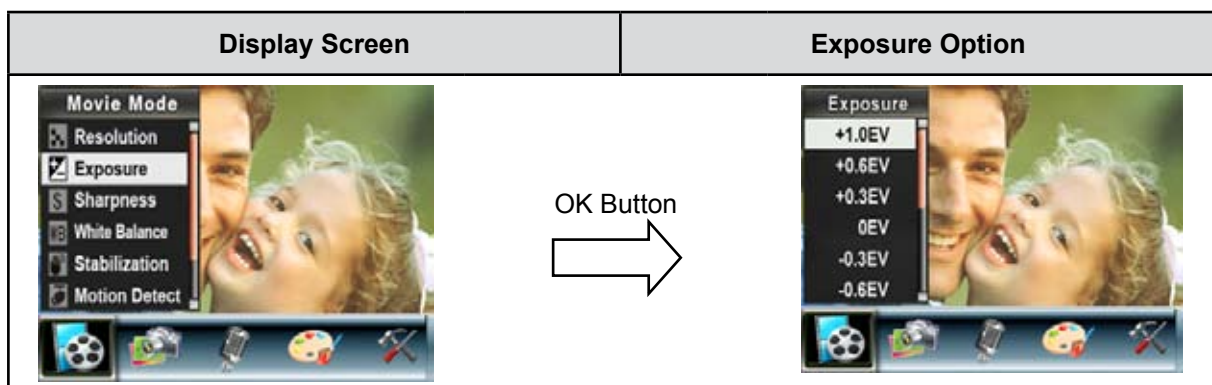 Display Screen
Exposure Option
Movie Mode
Resolution
Exposure
Sharpness
White Balance
Stabilization
Motion Detect
OK Button
Exposure
+1.0EV
+0.6EV
+0.3EV
0EV
-0.3EV
-0.6EV